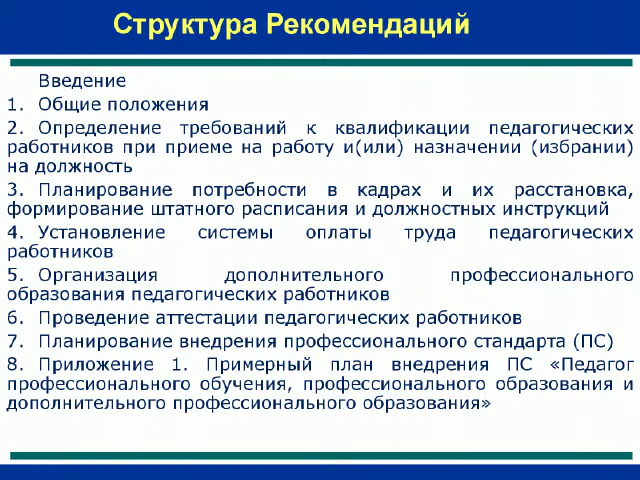 Структура Рекомендаций
Введение
1. Общие положения
2. Определение требований к квалификации педагогических
работников при приеме на работу и(или) назначении (избрании)
на должность
3. Планирование потребности в кадрах и их расстановка,
формирование штатного расписания и должностных инструкций
4. Установление системы оплаты труда педагогических
работников
5. Организация дополнительного профессионального
образования педагогических работников
6. Проведение аттестации педагогических работников
7. Планирование внедрения профессионального стандарта (ПС)
8. Приложение 1. Примерный план внедрения ПС «Педагог
профессионального обучения, профессионального образования и
дополнительного профессионального образования»